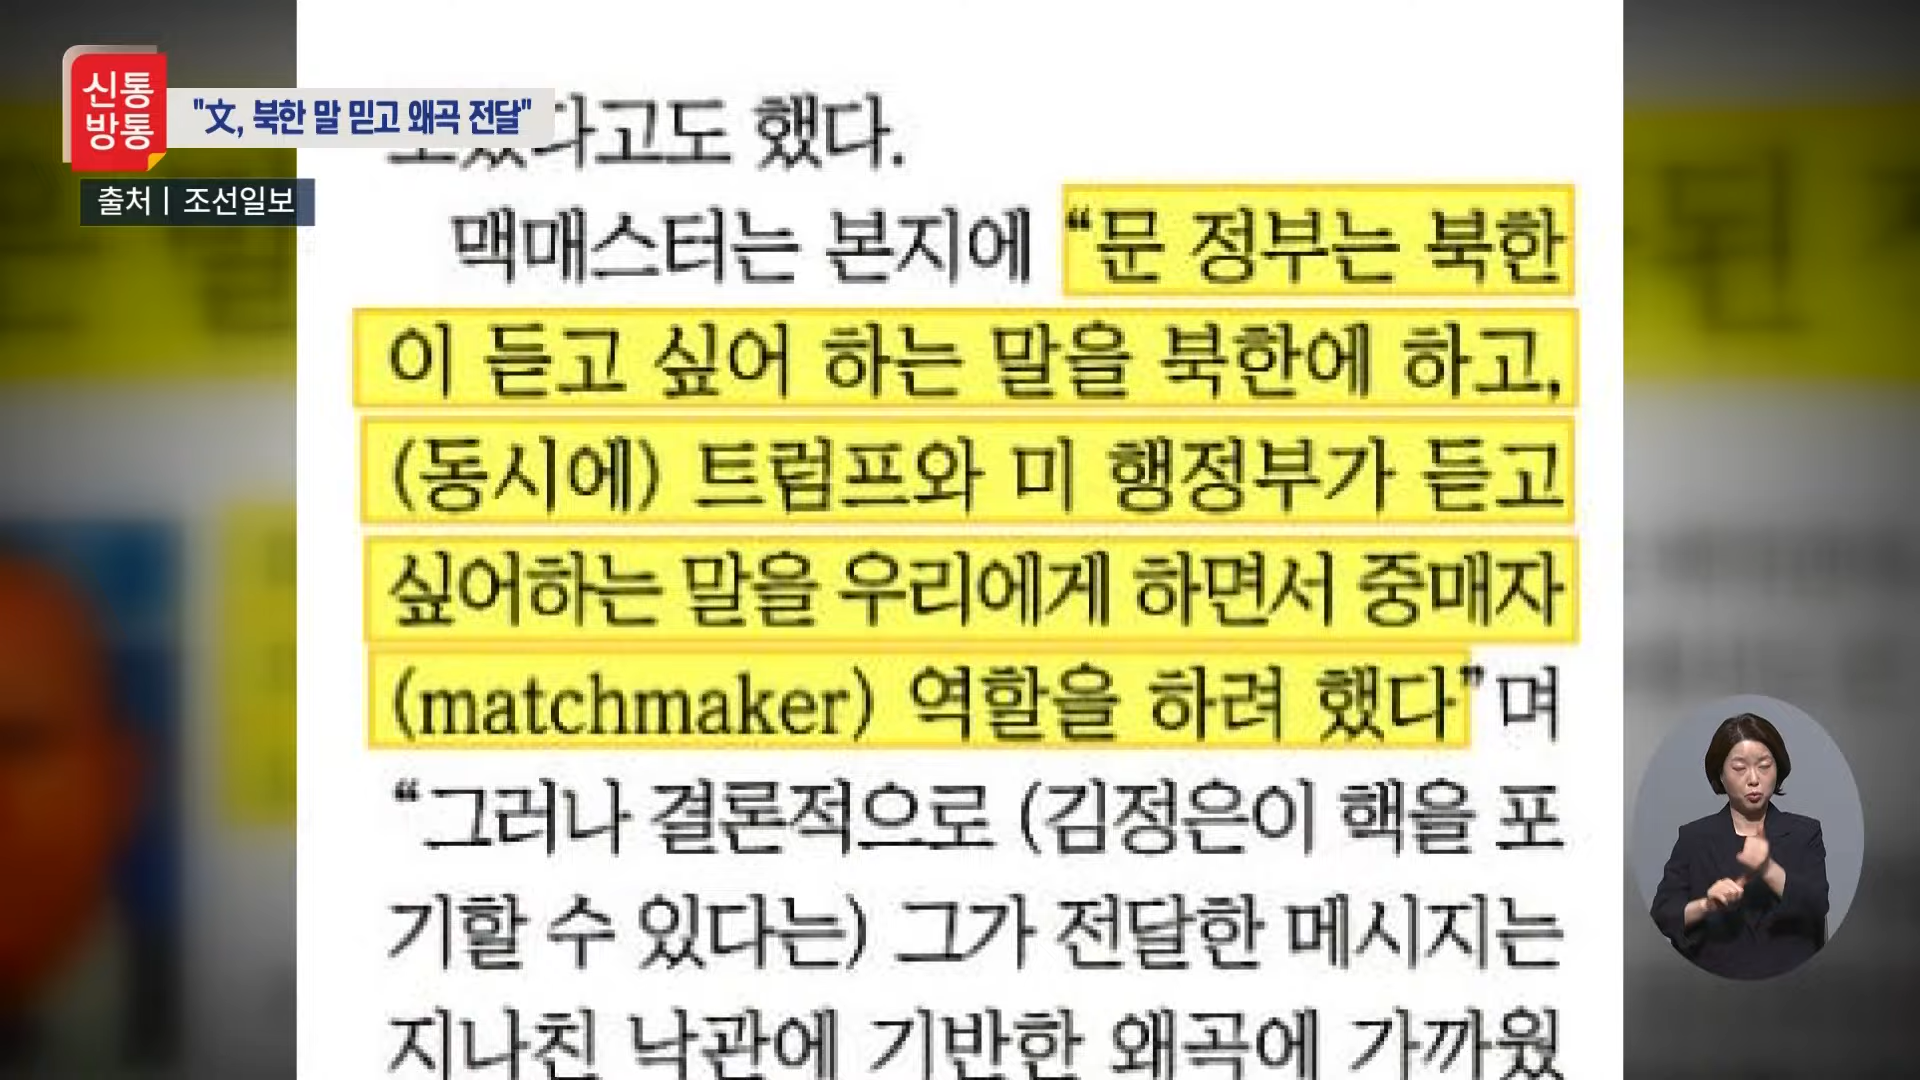 신통
방통
"文, 북한 말 믿고 왜곡 전달"
출처 | 조선일보
다고도 했다.
맥매스터는 본지에 “문 정부는 북한
이 듣고 싶어 하는 말을 북한에 하고,
(동시에) 트럼프와 미 행정부가 듣고
싶어하는 말을 우리에게 하면서 중매자
(matchmaker) 역할을 하려 했다”며
“그러나 결론적으로 (김정은이 핵을 포
기할 수 있다는) 그가 전달한 메시지는
지나친 낙관에 기반한 왜곡에 가까웠